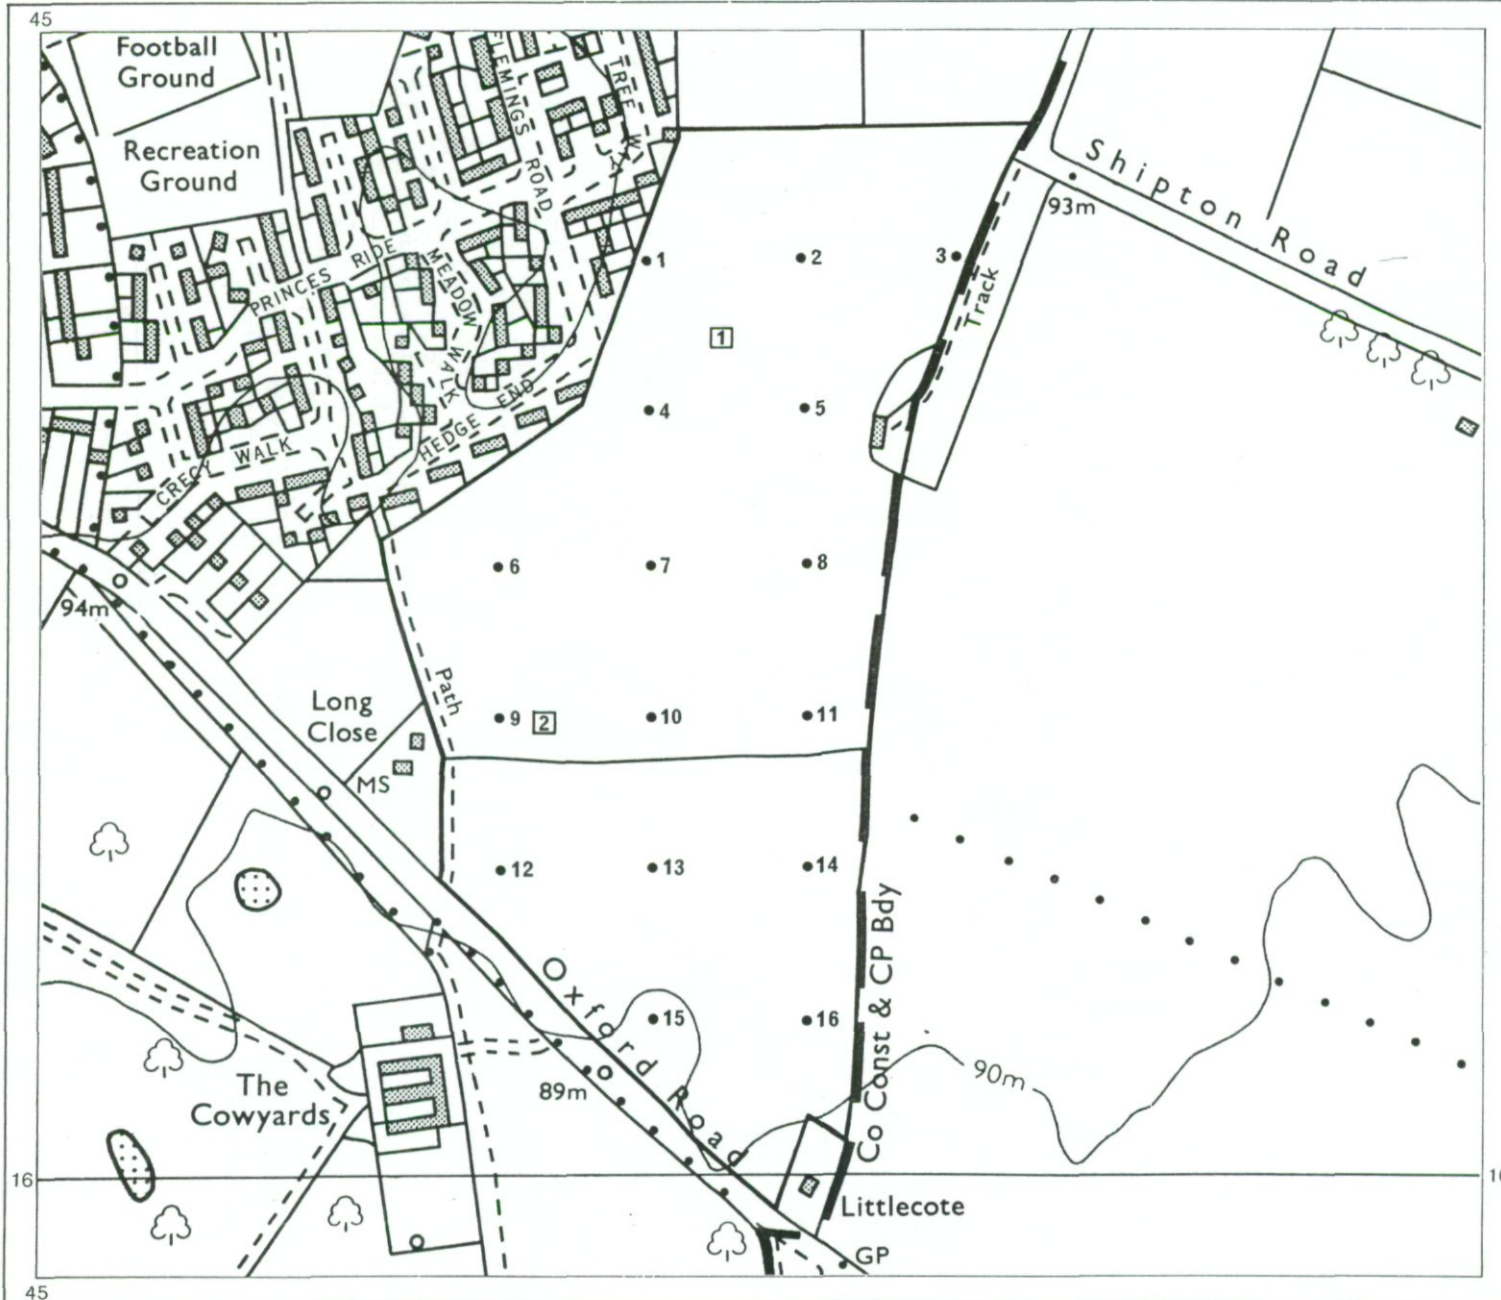 45
Football
Ground
Recreation
Ground
FLEMINGS ROAD
TREE W
PRINCES RIDE
MEADOW WALK
HEDGE END
CRECY WALK
Shipton Road
93m
Track
1
2
3
1
4
5
6
7
8
94m
Path
Long
Close
MS
9
2
10
11
12
13
14
Oxford Road
15
16
Co Const & CP Bdy
90m
The
Cowyards
89m
16
Littlecote
GP
45